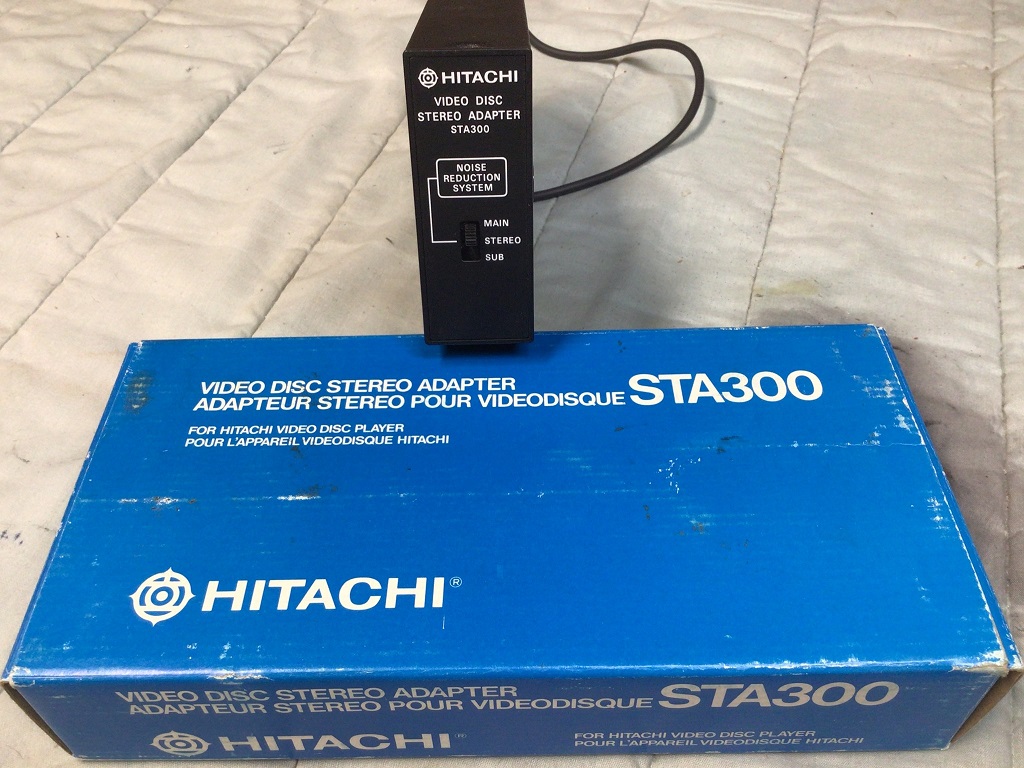 HITACHI
VIDEO DISC
STEREO ADAPTER
STA300
NOISE
REDUCTION
SYSTEM
MAIN
STEREO
SUB
VIDEO DISC STEREO ADAPTER
ADAPTEUR STEREO POUR VIDEODISQUE STA300
FOR HITACHI VIDEO DISC PLAYER
POUR L'APPAREIL VIDEODISQUE HITACHI
HITACHI®
VIDEO DISC STEREO ADAPTER
ADAPTEUR STEREO POUR VIDEODISQUE STA300
HITACHI®
FOR HITACHI VIDEO DISC PLAYER
POUR L'APPAREIL VIDEODISQUE HITACHI